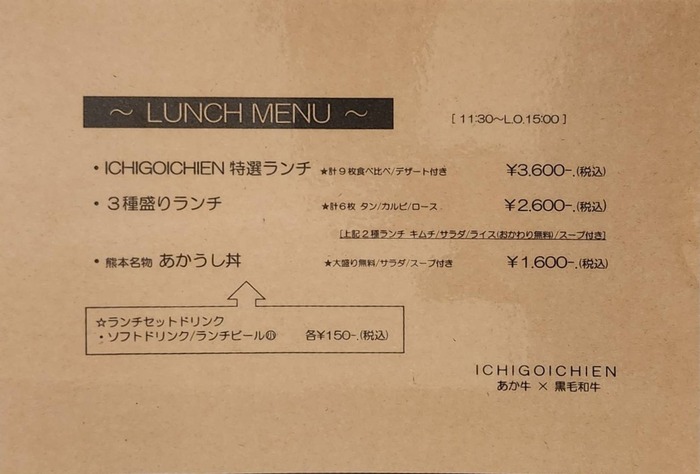 ～ LUNCH MENU ～ [ 11:30～L.O.15:00 ]
・ICHIGOICHIEN 特選ランチ ★計９枚食べ比べ/デザート付き ¥3,600-.(税込)
・３種盛りランチ ★計6枚 タン/カルビ/ロース ¥2,600-.(税込)
[上記２種ランチ キムチ/サラダ/ライス(おかわり無料)/スープ付き]
・熊本名物 あかうし丼 ★大盛り無料/サラダ/スープ付き ¥1,600-.(税込)
☆ランチセットドリンク
・ソフトドリンク/ランチビール㊥ 各¥150-.(税込)
ICHIGOICHIEN
あか牛 × 黒毛和牛